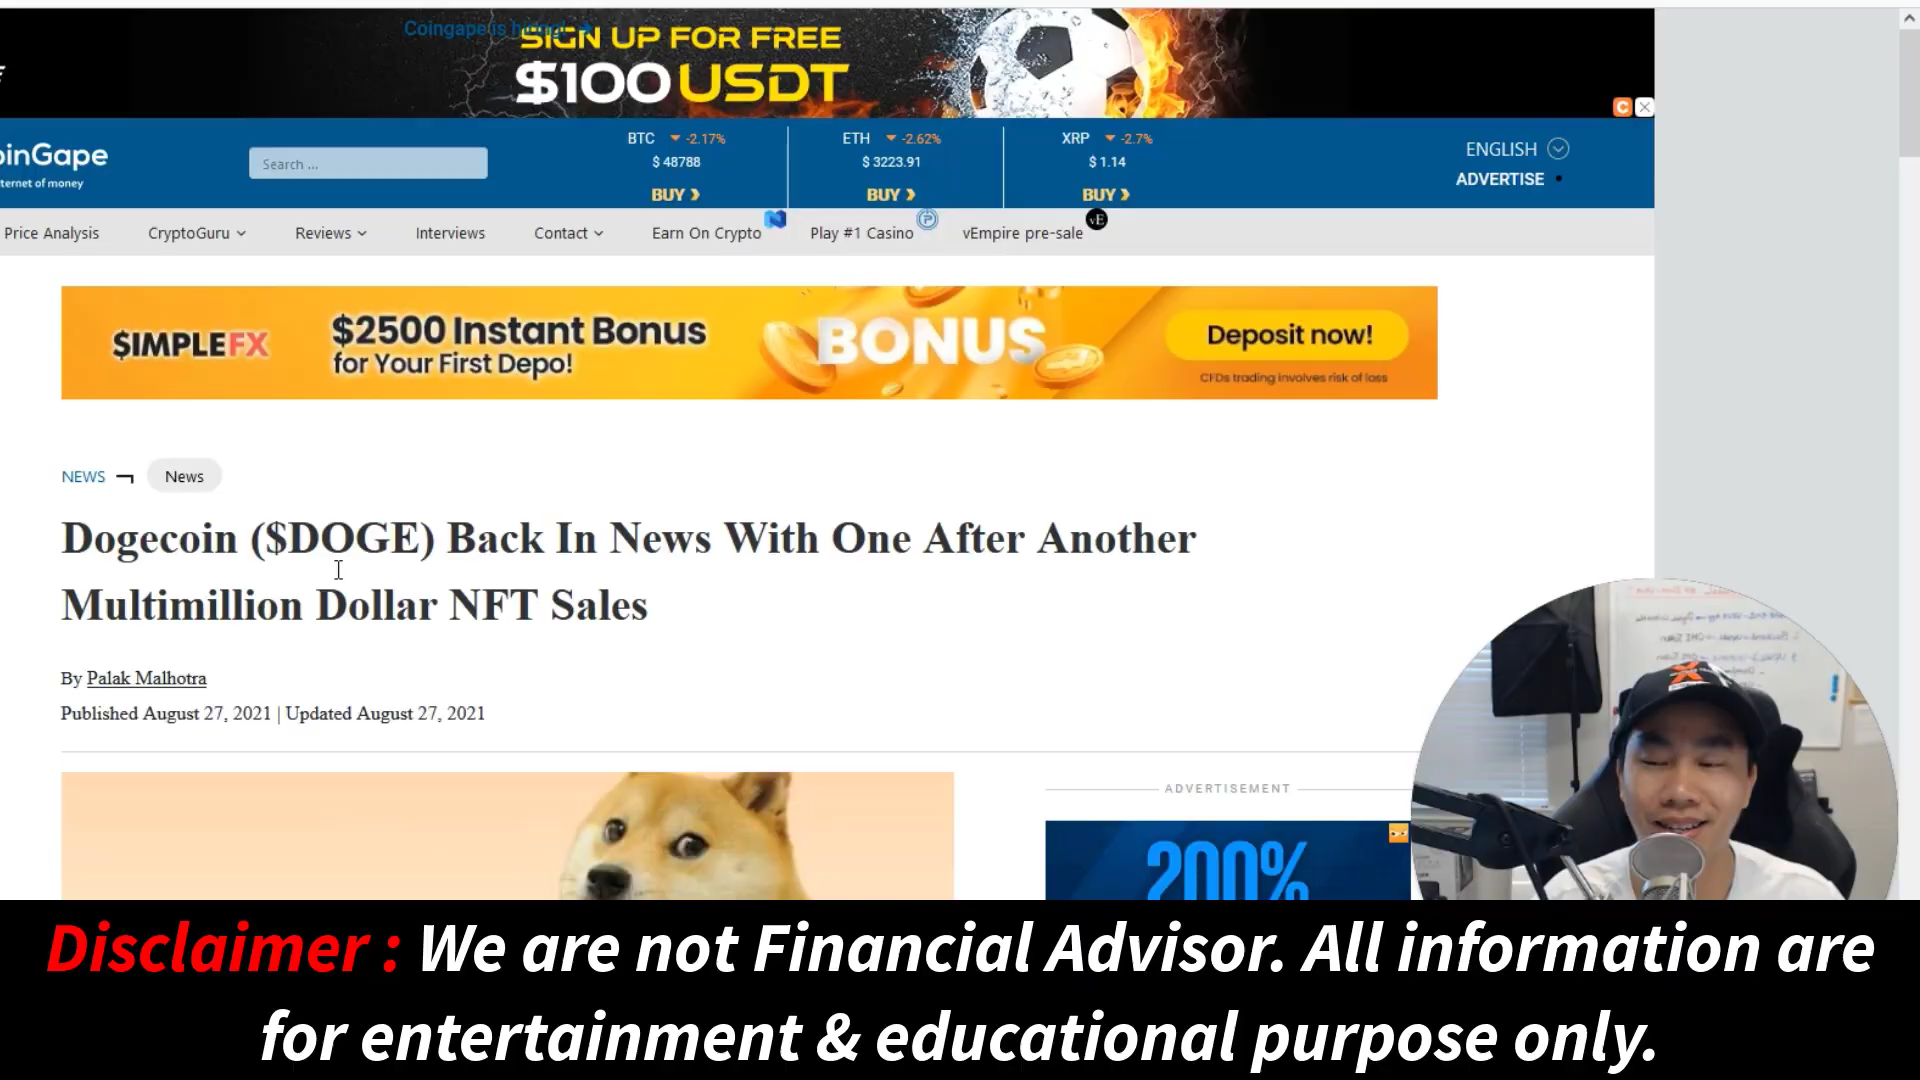 Coingape is hiring!
SIGN UP FOR FREE
$100 USDT
oinGape
ternet of money
Search ...
BTC ▼ -2.17%
$ 48788
BUY ❯
ETH ▼ -2.62%
$ 3223.91
BUY ❯
XRP ▼ -2.7%
$ 1.14
BUY ❯
ENGLISH
ADVERTISE
Price Analysis
CryptoGuru
Reviews
Interviews
Contact
Earn On Crypto
Play #1 Casino
vEmpire pre-sale
vE
$IMPLEFX
$2500 Instant Bonus
for Your First Depo!
BONUS
Deposit now!
CFDs trading involves risk of loss
NEWS
News
Dogecoin ($DOGE) Back In News With One After Another
Multimillion Dollar NFT Sales
By Palak Malhotra
Published August 27, 2021 | Updated August 27, 2021
ADVERTISEMENT
200%
Disclaimer : We are not Financial Advisor. All information are
for entertainment & educational purpose only.